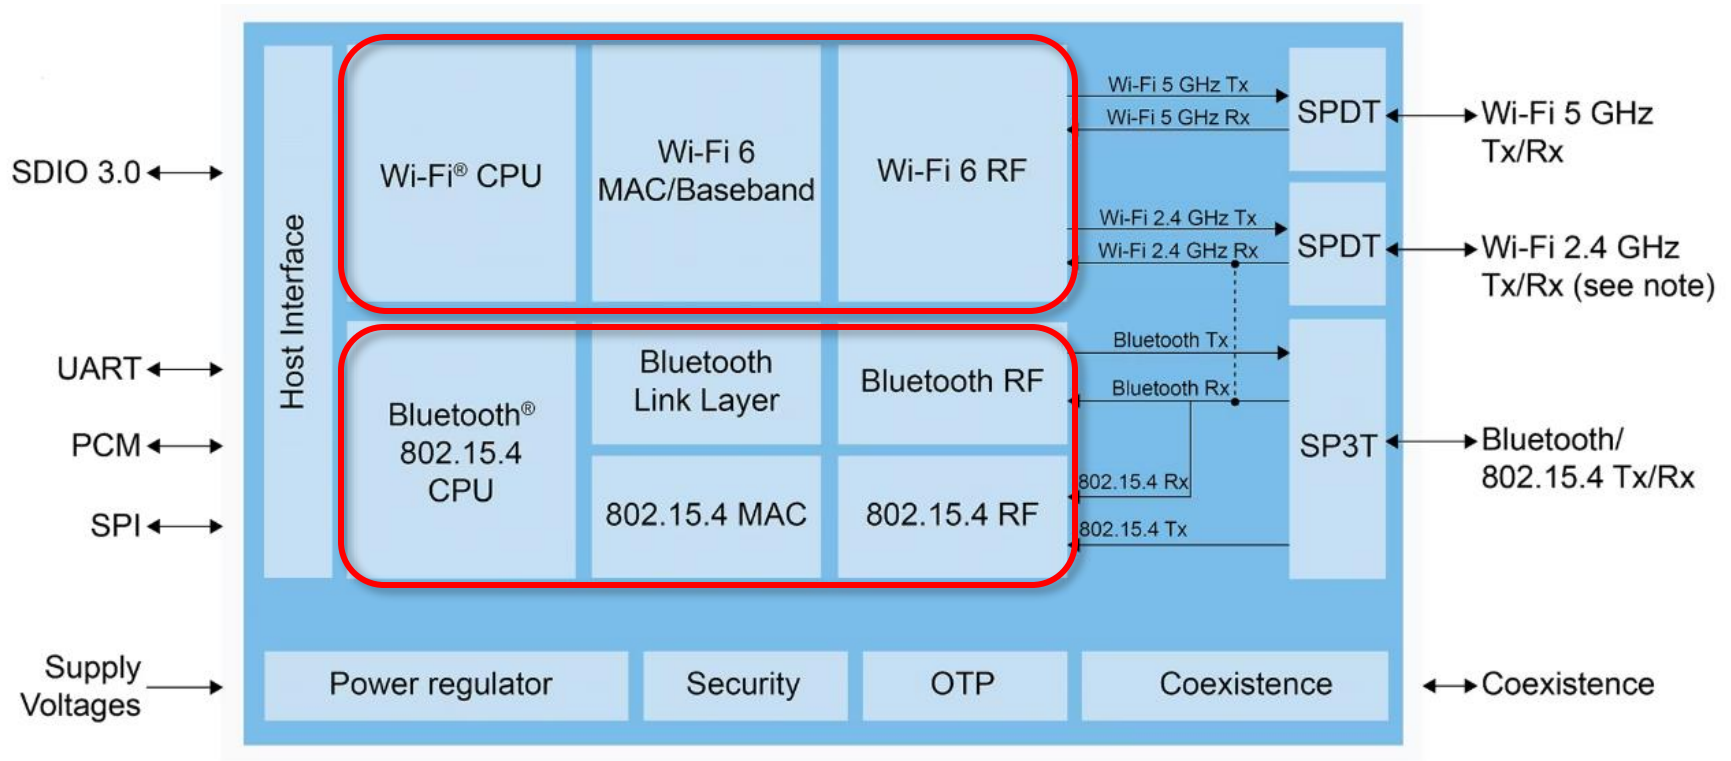 SDIO 3.0
UART
PCM
SPI
Supply
Voltages
Host Interface
Wi-Fi® CPU
Wi-Fi 6
MAC/Baseband
Wi-Fi 6 RF
Bluetooth®
802.15.4
CPU
Bluetooth
Link Layer
Bluetooth RF
802.15.4 MAC
802.15.4 RF
Wi-Fi 5 GHz Tx
Wi-Fi 5 GHz Rx
Wi-Fi 2.4 GHz Tx
Wi-Fi 2.4 GHz Rx
Bluetooth Tx
Bluetooth Rx
802.15.4 Rx
802.15.4 Tx
SPDT
SPDT
SP3T
Wi-Fi 5 GHz
Tx/Rx
Wi-Fi 2.4 GHz
Tx/Rx (see note)
Bluetooth/
802.15.4 Tx/Rx
Power regulator
Security
OTP
Coexistence
Coexistence